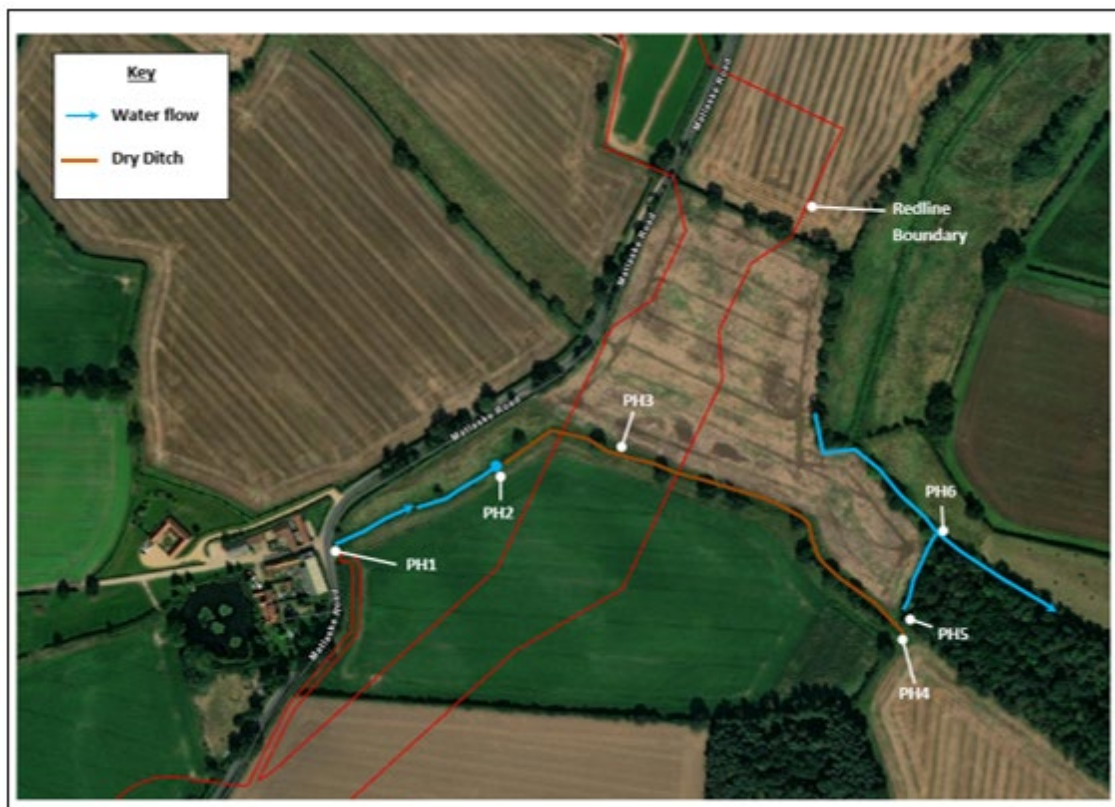 Key
Water flow
Dry Ditch
Matlaske Road
Redline
Boundary
Matlaske Road
Matlaske Road
PH3
PH2
PH6
PH1
Matlaske Road
PH5
PH4